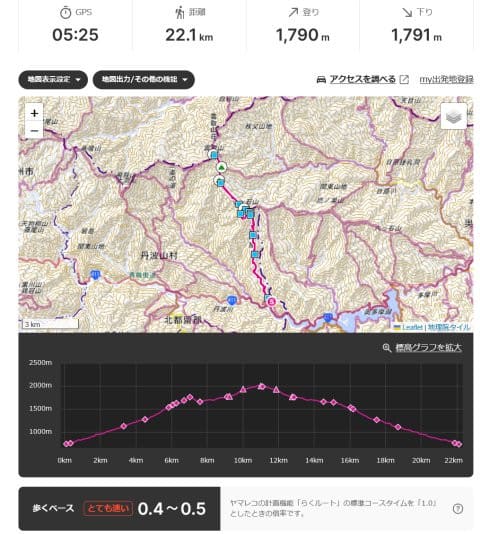 GPS
距離
登り
下り
05:25
22.1 km
1,790 m
1,791 m
地図表示設定
地図出力/その他の機能
アクセスを調べる
my出発地登録
+
−
丹波山村
北都留郡
3 km
Leaflet | 地理院タイル
標高グラフを拡大
2500m
2000m
1500m
1000m
0km
2km
4km
6km
8km
10km
12km
14km
16km
18km
20km
22km
歩くペース
とても速い
0.4〜0.5
ヤマレコの計画機能「らくルート」の標準コースタイムを「1.0」
としたときの倍率です。
?